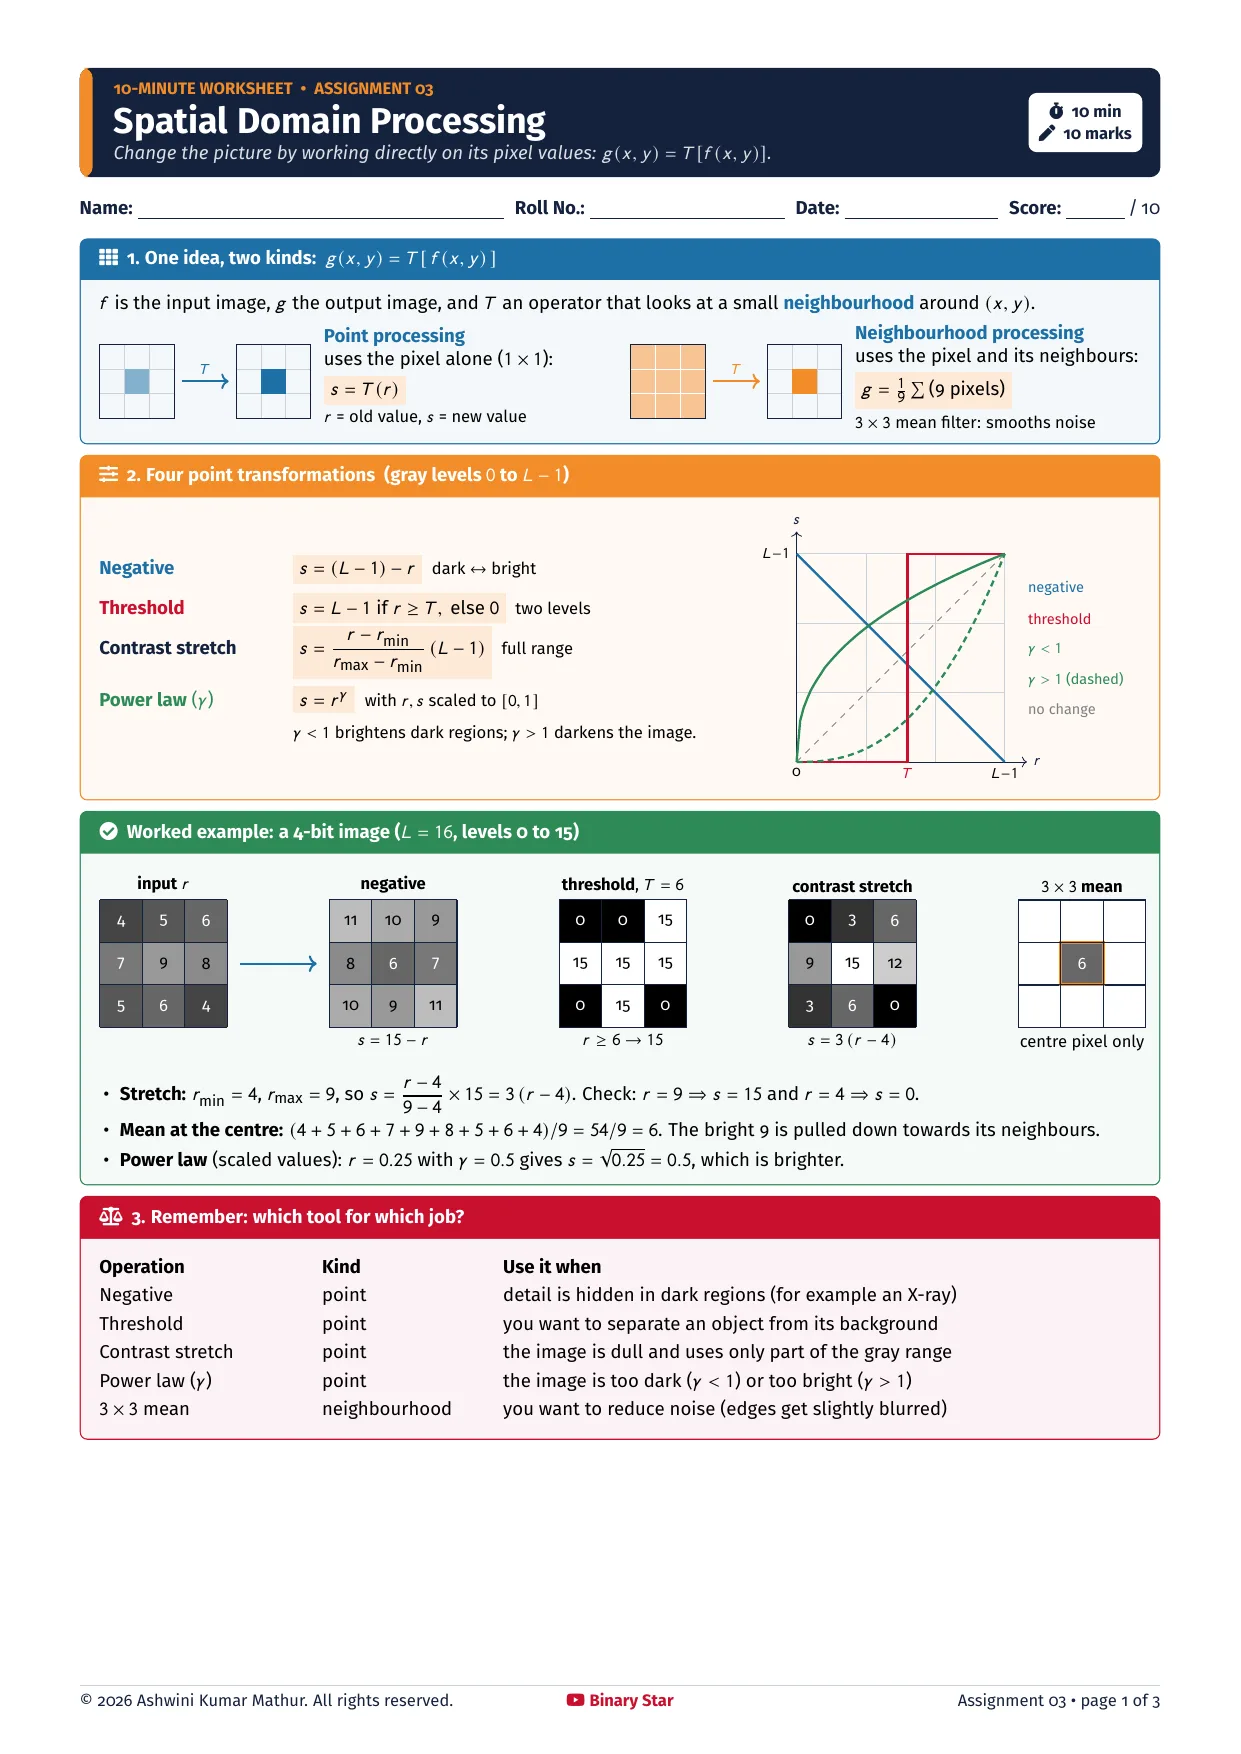 10-MINUTE WORKSHEET • ASSIGNMENT 03
Spatial Domain Processing
Change the picture by working directly on its pixel values: g(x, y) = T[f(x, y)].
10 min
10 marks
Name: Roll No.: Date: Score: / 10
1. One idea, two kinds: g(x, y) = T[f(x, y)]
f is the input image, g the output image, and T an operator that looks at a small neighbourhood around (x, y).
T
Point processing
uses the pixel alone (1 × 1):
s = T(r)
r = old value, s = new value
T
Neighbourhood processing
uses the pixel and its neighbours:
g = 1/9 ∑(9 pixels)
3 × 3 mean filter: smooths noise
2. Four point transformations (gray levels 0 to L − 1)
Negative s = (L − 1) − r dark ↔ bright
Threshold s = L − 1 if r ≥ T, else 0 two levels
Contrast stretch s = (r − rmin)/(rmax − rmin) (L − 1) full range
Power law (γ) s = r^γ with r, s scaled to [0, 1]
γ < 1 brightens dark regions; γ > 1 darkens the image.
s
L−1
0
T
L−1
r
negative
threshold
γ < 1
γ > 1 (dashed)
no change
Worked example: a 4-bit image (L = 16, levels 0 to 15)
input r
4 5 6
7 9 8
5 6 4
negative
11 10 9
8 6 7
10 9 11
s = 15 − r
threshold, T = 6
0 0 15
15 15 15
0 15 0
r ≥ 6 → 15
contrast stretch
0 3 6
9 15 12
3 6 0
s = 3 (r − 4)
3 × 3 mean
6
centre pixel only
• Stretch: rmin = 4, rmax = 9, so s = (r − 4)/(9 − 4) × 15 = 3 (r − 4). Check: r = 9 ⇒ s = 15 and r = 4 ⇒ s = 0.
• Mean at the centre: (4 + 5 + 6 + 7 + 9 + 8 + 5 + 6 + 4)/9 = 54/9 = 6. The bright 9 is pulled down towards its neighbours.
• Power law (scaled values): r = 0.25 with γ = 0.5 gives s = √0.25 = 0.5, which is brighter.
3. Remember: which tool for which job?
Operation Kind Use it when
Negative point detail is hidden in dark regions (for example an X-ray)
Threshold point you want to separate an object from its background
Contrast stretch point the image is dull and uses only part of the gray range
Power law (γ) point the image is too dark (γ < 1) or too bright (γ > 1)
3 × 3 mean neighbourhood you want to reduce noise (edges get slightly blurred)
© 2026 Ashwini Kumar Mathur. All rights reserved. Binary Star Assignment 03 • page 1 of 3